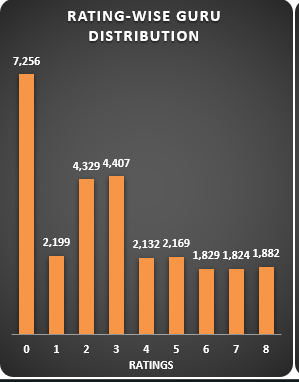 RATING-WISE GURU
DISTRIBUTION
7,256
4,329 4,407
2,199
2,132 2,169
1,829 1,824 1,882
0 1 2 3 4 5 6 7 8
RATINGS